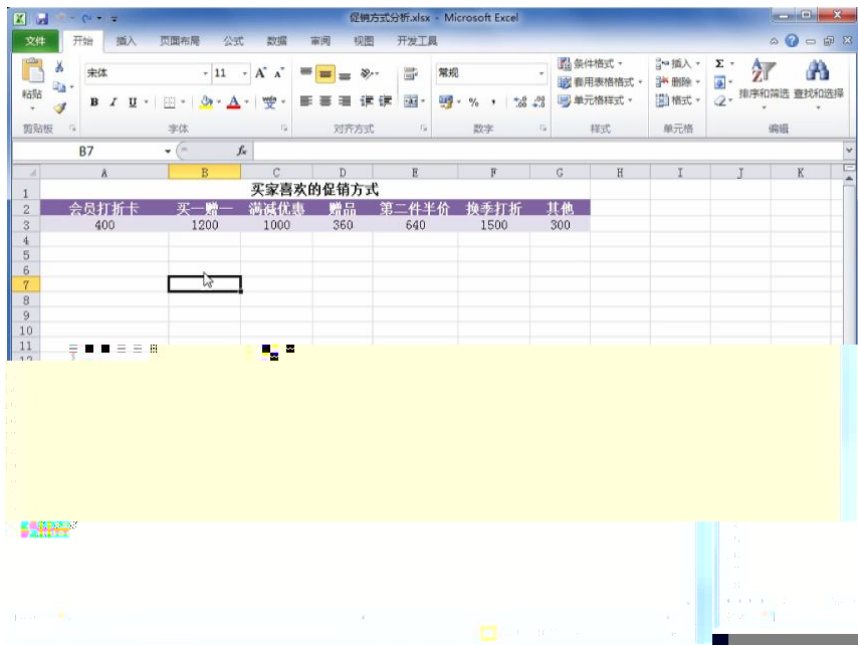 促销方式分析.xlsx - Microsoft Excel
文件 开始 插入 页面布局 公式 数据 审阅 视图 开发工具
宋体 11 A A 常规 条件格式 插入 Σ
粘贴 套用表格格式 删除 排序和筛选 查找和选择
B I U A 变 % , 单元格样式 格式
剪贴板 字体 对齐方式 数字 样式 单元格 编辑
B7 fx
A B C D E F G H I J K
1 买家喜欢的促销方式
2 会员打折卡 买一赠一 满减优惠 赠品 第二件半价 换季打折 其他
3 400 1200 1000 360 640 1500 300
4
5
6
7
8
9
10
11
12